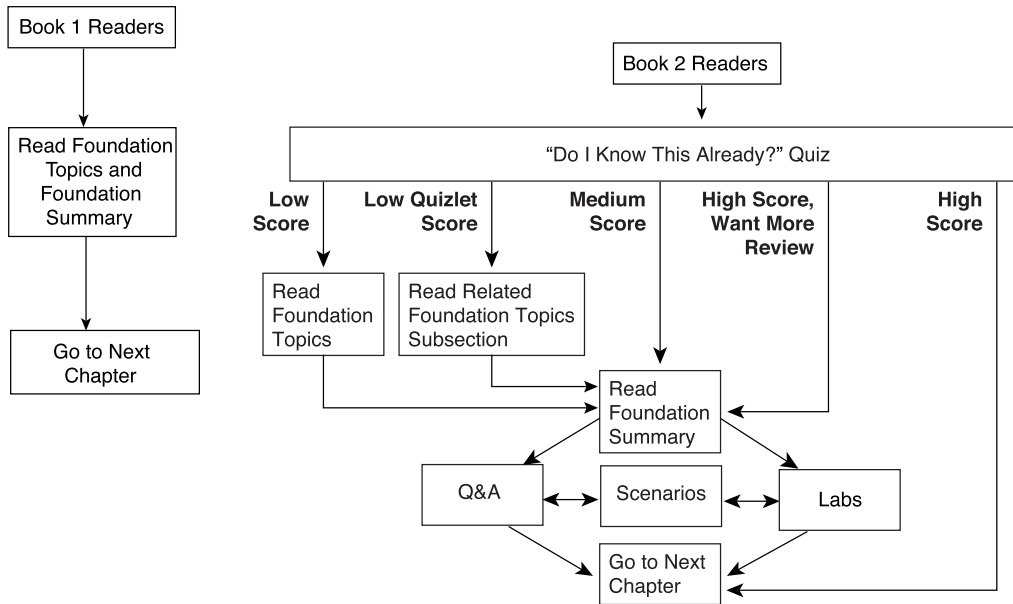 Book 1 Readers
Read Foundation
Topics and
Foundation
Summary
Go to Next
Chapter
Book 2 Readers
“Do I Know This Already?” Quiz
Low
Score
Low Quizlet
Score
Medium
Score
High Score,
Want More
Review
High
Score
Read
Foundation
Topics
Read Related
Foundation Topics
Subsection
Read
Foundation
Summary
Q&A
Scenarios
Labs
Go to Next
Chapter